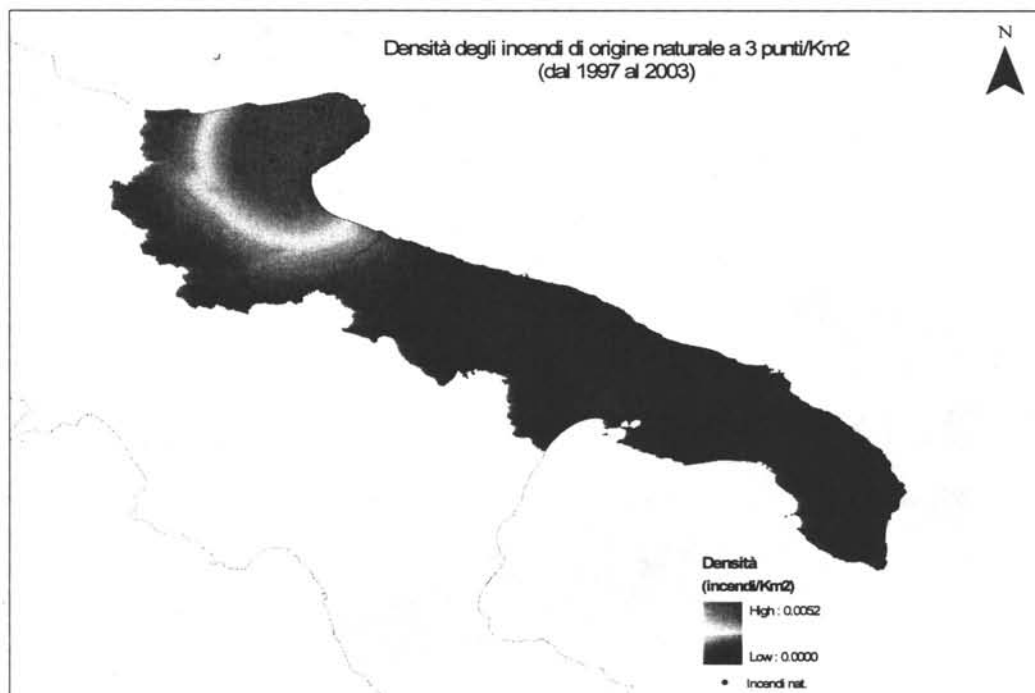 Densità degli incendi di origine naturale a 3 punti/Km2
(dal 1997 al 2003)
N
Densità
(incendi/Km2)
High : 0.0052
Low : 0.0000
Incendi nat.